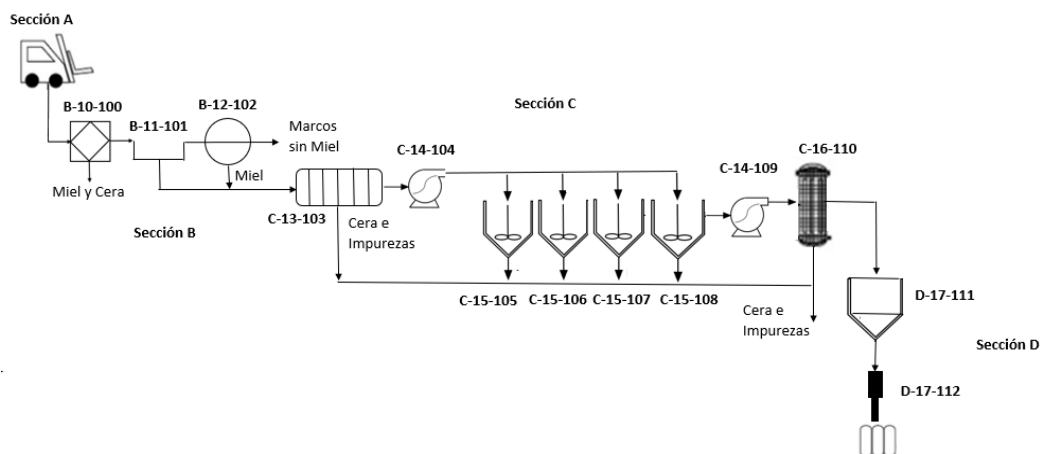 Sección A
B-10-100
B-11-101
B-12-102
Marcos
sin Miel
Miel
Miel y Cera
Sección B
C-13-103
Cera e
Impurezas
C-14-104
Sección C
C-14-109
C-16-110
C-15-105
C-15-106
C-15-107
C-15-108
Cera e
Impurezas
D-17-111
Sección D
D-17-112